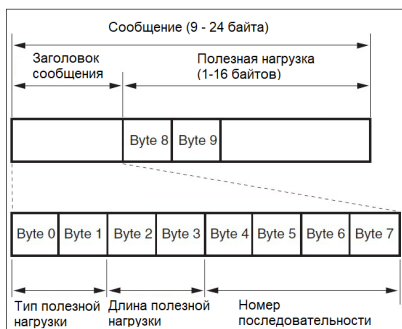 Сообщение (9 - 24 байта)
Заголовок
сообщения
Полезная нагрузка
(1-16 байтов)
Byte 8 Byte 9
Byte 0 Byte 1 Byte 2 Byte 3 Byte 4 Byte 5 Byte 6 Byte 7
Тип полезной
нагрузки
Длина полезной
нагрузки
Номер
последовательности